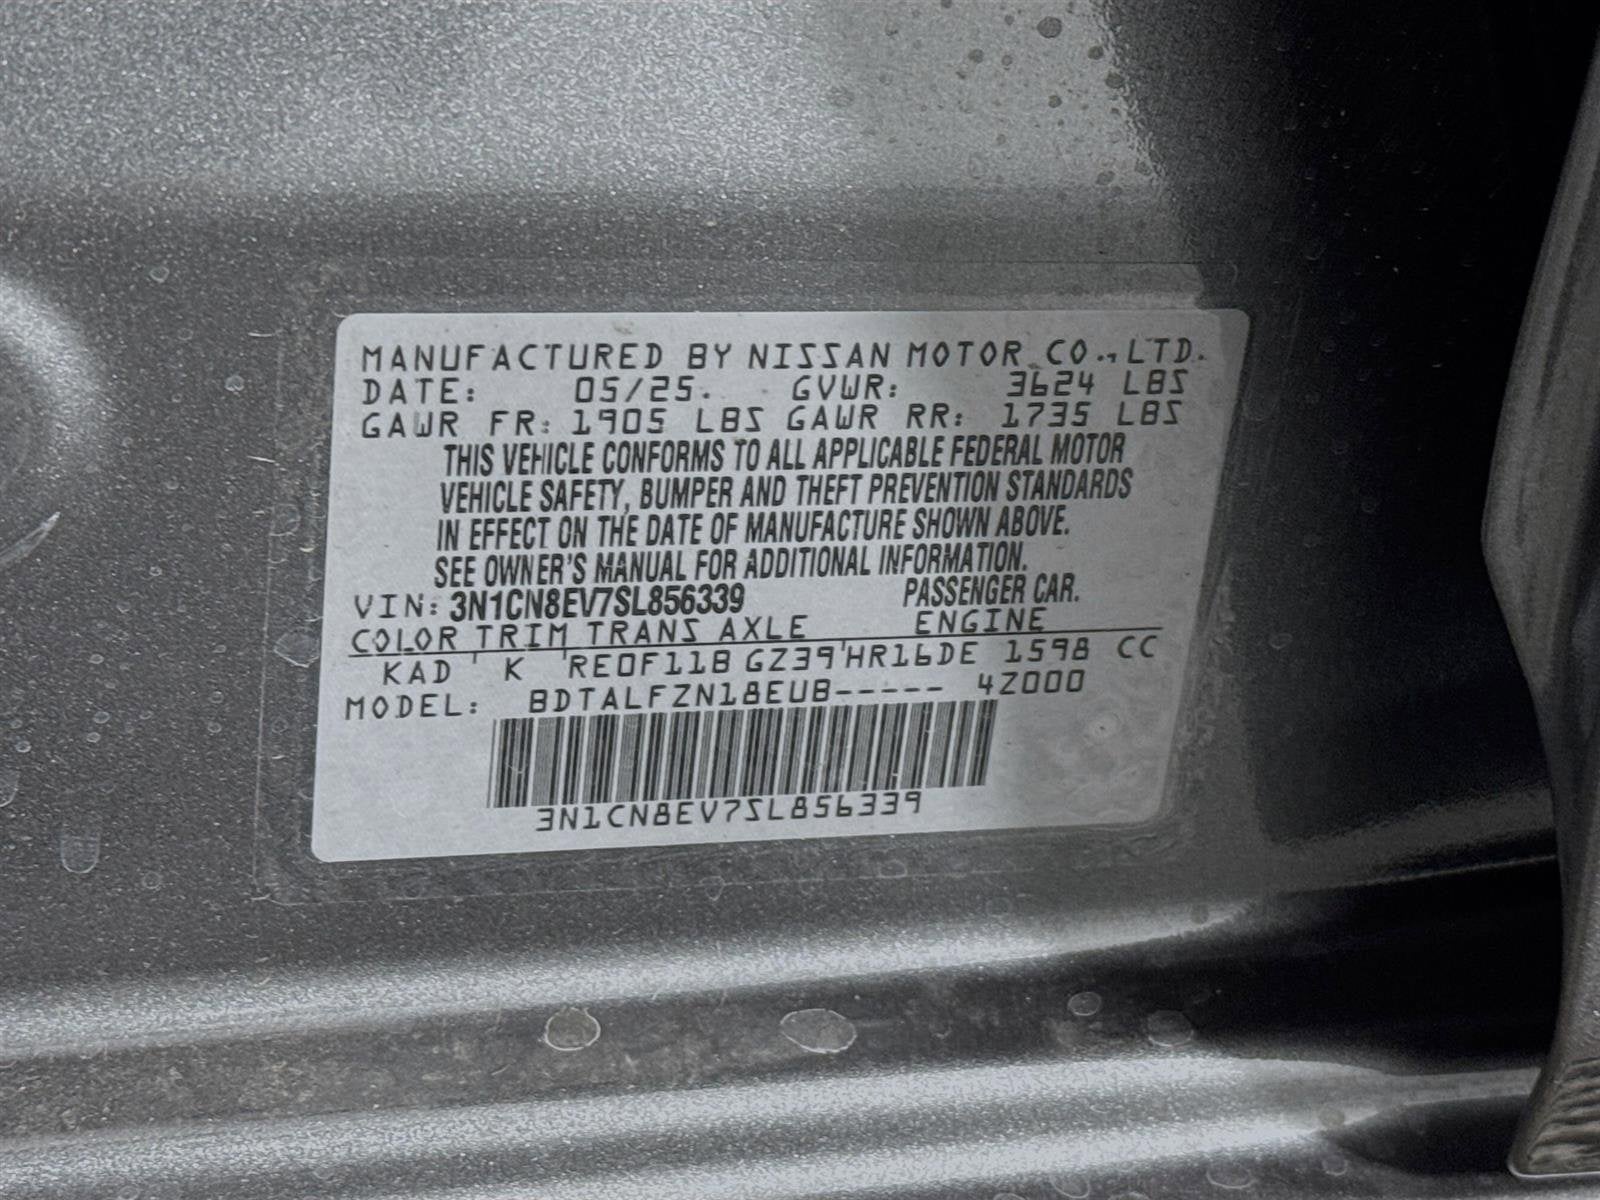 MANUFACTURED BY NISSAN MOTOR CO., LTD.
DATE: 05/25. GVWR: 3624 LBS
GAWR FR: 1905 LBS GAWR RR: 1735 LBS
THIS VEHICLE CONFORMS TO ALL APPLICABLE FEDERAL MOTOR
VEHICLE SAFETY, BUMPER AND THEFT PREVENTION STANDARDS
IN EFFECT ON THE DATE OF MANUFACTURE SHOWN ABOVE.
SEE OWNER'S MANUAL FOR ADDITIONAL INFORMATION.
VIN: 3N1CN8EV7SL856339 PASSENGER CAR.
COLOR TRIM TRANS AXLE ENGINE
KAD ' K 'RE0F11B GZ39'HR16DE 1598 CC
MODEL: BDTALFZN18EUB----- 4Z000
3N1CN8EV7SL856339